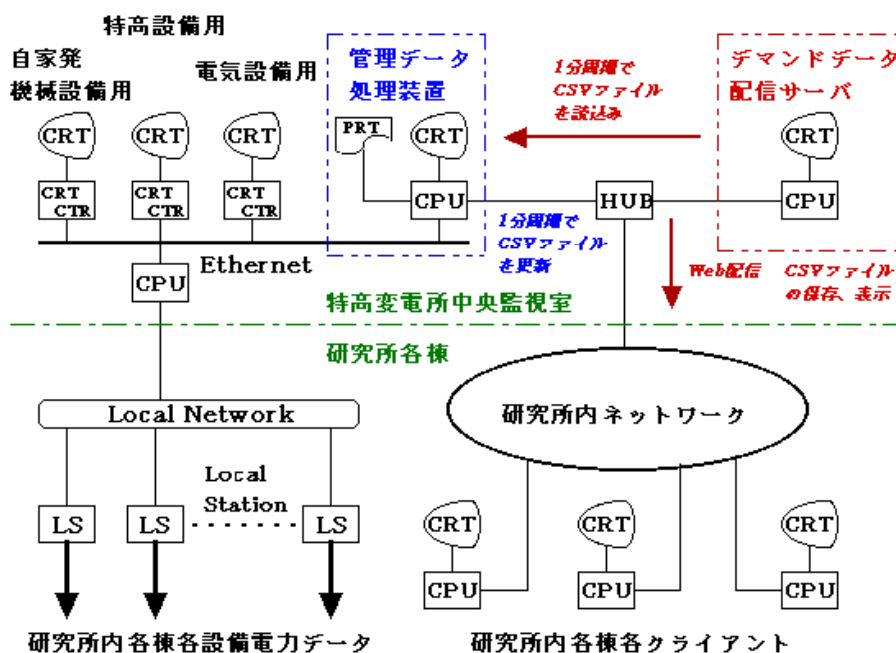 特高設備用
自家発
機械設備用
電気設備用
管理データ
処理装置
1分周期で
CSVファイル
を読込み
デマンドデータ
配信サーバ
CRT
CRT
CRT
PRT
CRT
CRT
CRT
CTR
CRT
CTR
CRT
CTR
CPU
HUB
CPU
Ethernet
1分周期で
CSVファイル
を更新
CPU
Web配信
CSVファイル
の保存、表示
特高変電所中央監視室
研究所各棟
Local Network
研究所内ネットワーク
Local
Station
LS
LS
LS
CRT
CRT
CRT
CPU
CPU
CPU
研究所内各棟各設備電力データ
研究所内各棟各クライアント